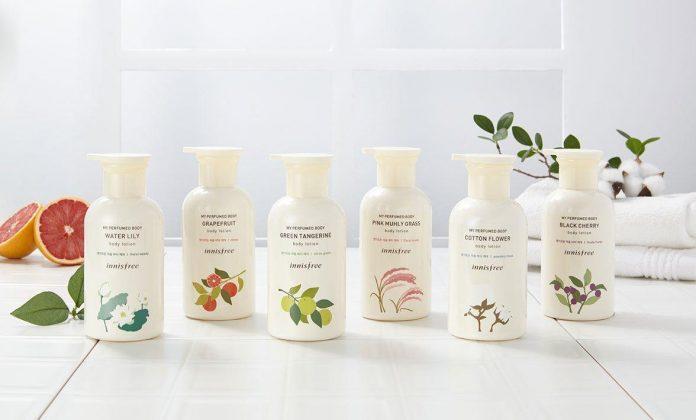 MY PERFUMED BODY
WATER LILY
body lotion
innisfree
MY PERFUMED BODY
GRAPEFRUIT
body lotion
innisfree
MY PERFUMED BODY
GREEN TANGERINE
body lotion
innisfree
MY PERFUMED BODY
PINK MUHLY GRASS
body lotion
innisfree
MY PERFUMED BODY
COTTON FLOWER
body lotion
innisfree
MY PERFUMED BODY
BLACK CHERRY
body lotion
innisfree